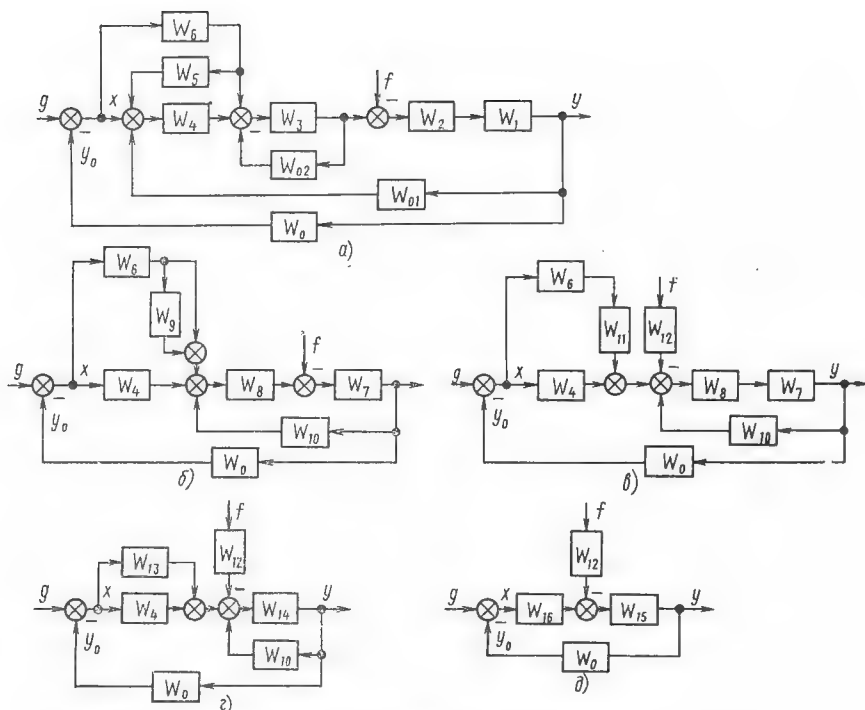 W₆
W₅
f
g x W₄ W₃ W₂ W₁ y
y₀ W₀₂
W₀₁
W₀
а)
W₆
W₉
f
g x W₄ W₈ W₇
y₀ W₁₀
W₀
б)
W₆ f
W₁₁ W₁₂
g x W₄ W₈ W₇ y
y₀ W₁₀
W₀
в)
f
W₁₂
W₁₃
g x W₄ W₁₄ y
y₀ W₁₀
W₀
г)
f
W₁₂
g x W₁₆ W₁₅ y
y₀ W₀
д)